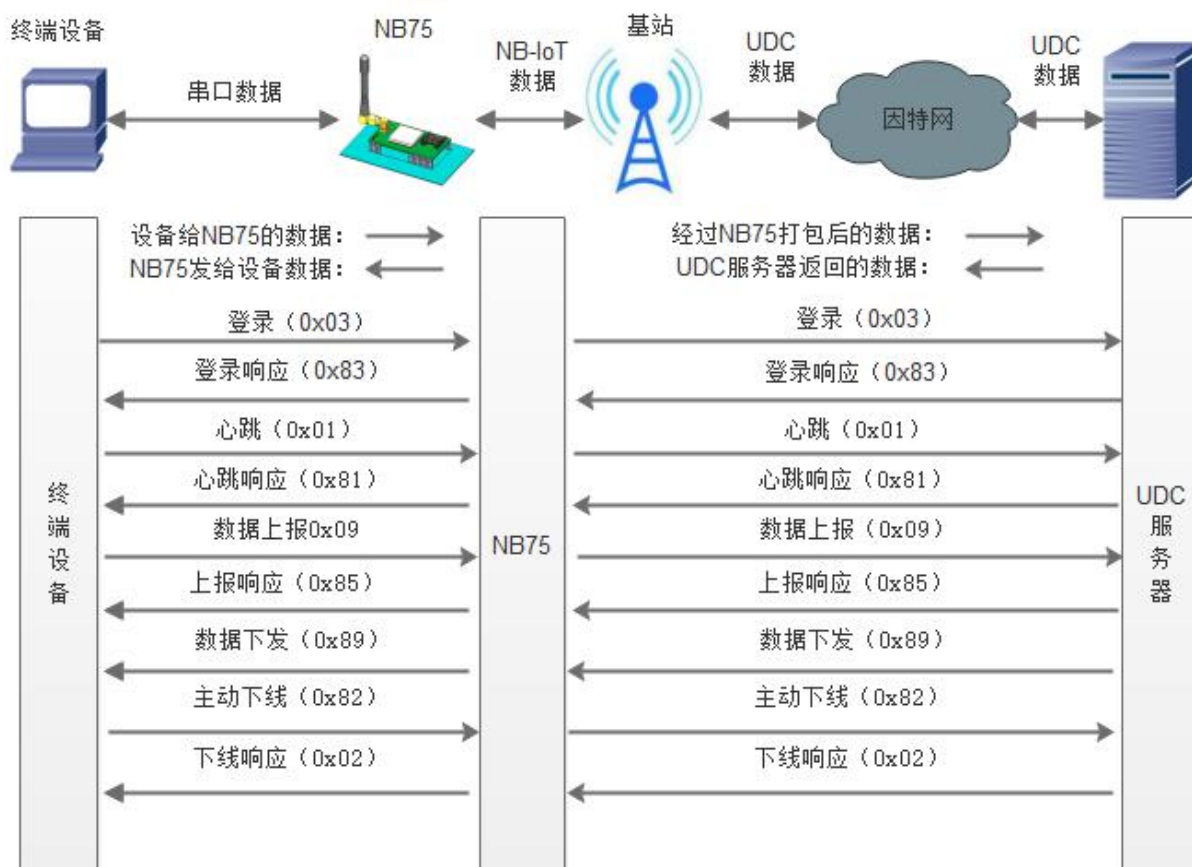 终端设备
NB75
NB-IoT
数据
基站
UDC
数据
UDC
数据
串口数据
因特网
设备给NB75的数据：
经过NB75打包后的数据：
NB75发给设备数据：
UDC服务器返回的数据：
登录（0x03）
登录（0x03）
登录响应（0x83）
登录响应（0x83）
心跳（0x01）
心跳（0x01）
心跳响应（0x81）
心跳响应（0x81）
数据上报0x09
数据上报（0x09）
上报响应（0x85）
上报响应（0x85）
数据下发（0x89）
数据下发（0x89）
主动下线（0x82）
主动下线（0x82）
下线响应（0x02）
下线响应（0x02）
终
端
设
备
NB75
UDC
服
务
器